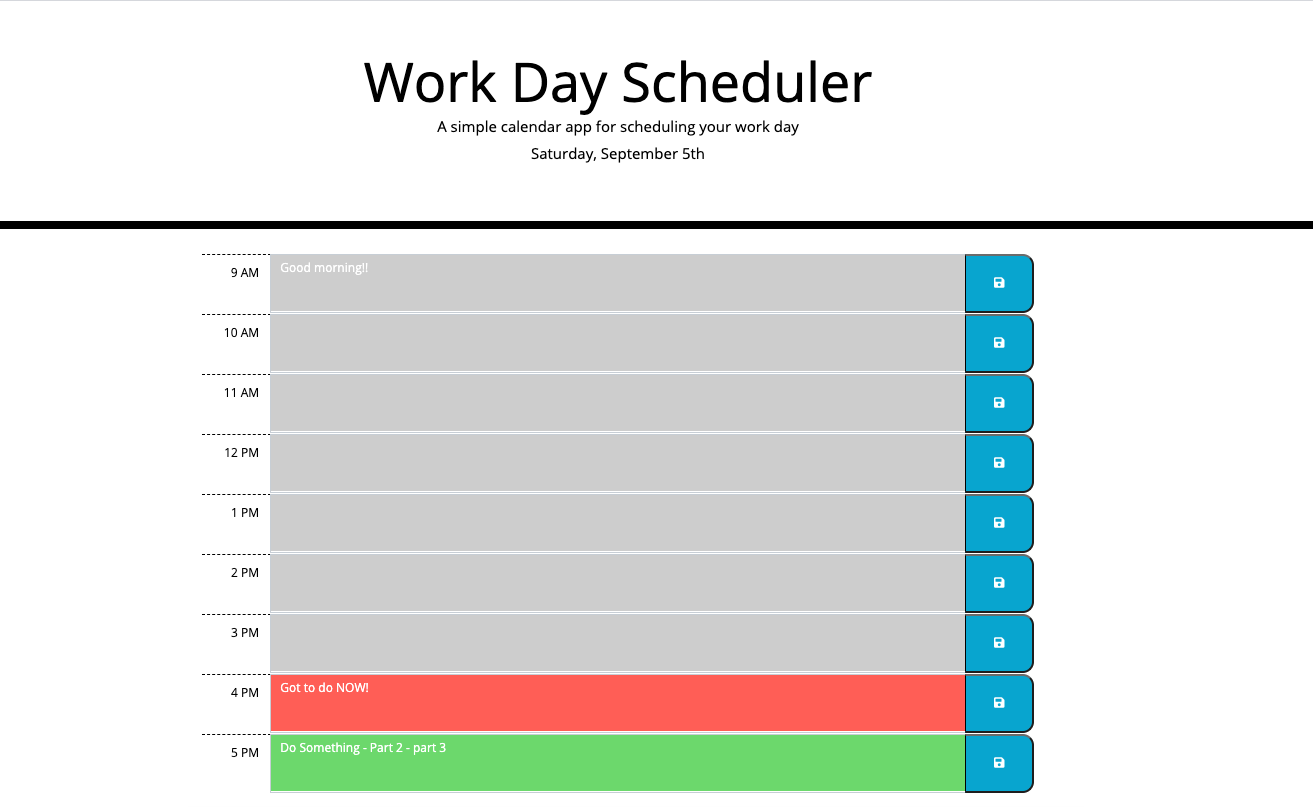 Work Day Scheduler
A simple calendar app for scheduling your work day
Saturday, September 5th
9 AM
Good morning!!
10 AM
11 AM
12 PM
1 PM
2 PM
3 PM
4 PM
Got to do NOW!
5 PM
Do Something - Part 2 - part 3